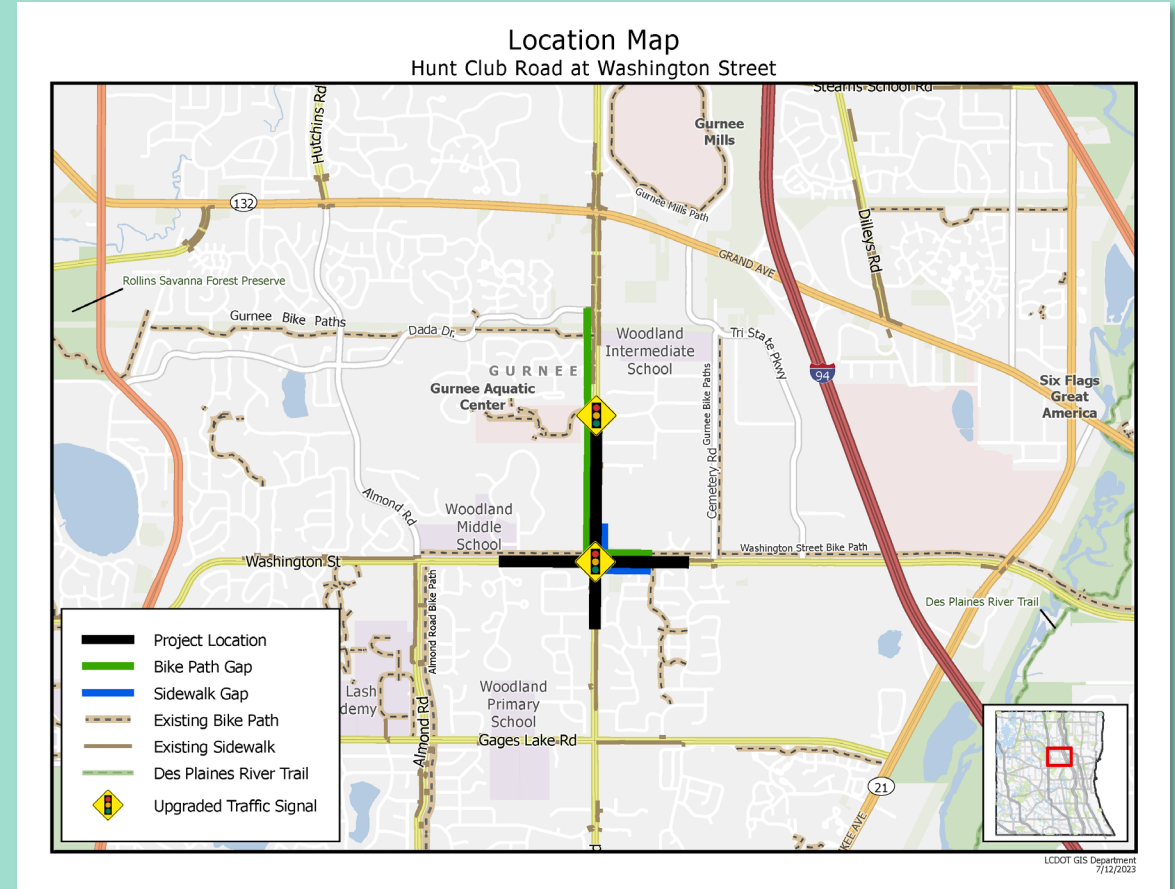 Location Map
Hunt Club Road at Washington Street
Stearns School Rd
Hutchins Rd
Gurnee
Mills
132
Gurnee Mills Path
Dilleys Rd
GRAND AVE
Rollins Savanna Forest Preserve
Gurnee Bike Paths
Dada Dr.
Woodland
Intermediate
School
Tri State Pkwy
GURNEE
94
Gurnee Aquatic
Center
Six Flags
Great
America
Gurnee Bike Paths
Cemetery Rd
Almond Rd
Woodland
Middle
School
Washington Street Bike Path
Washington St
Almond Road Bike Path
Des Plaines River Trail
Project Location
Bike Path Gap
Sidewalk Gap
Existing Bike Path
Existing Sidewalk
Des Plaines River Trail
Upgraded Traffic Signal
Lash
demy
Woodland
Primary
School
Almond Rd
Gages Lake Rd
21
KEE AVE
LCDOT GIS Department
7/12/2023